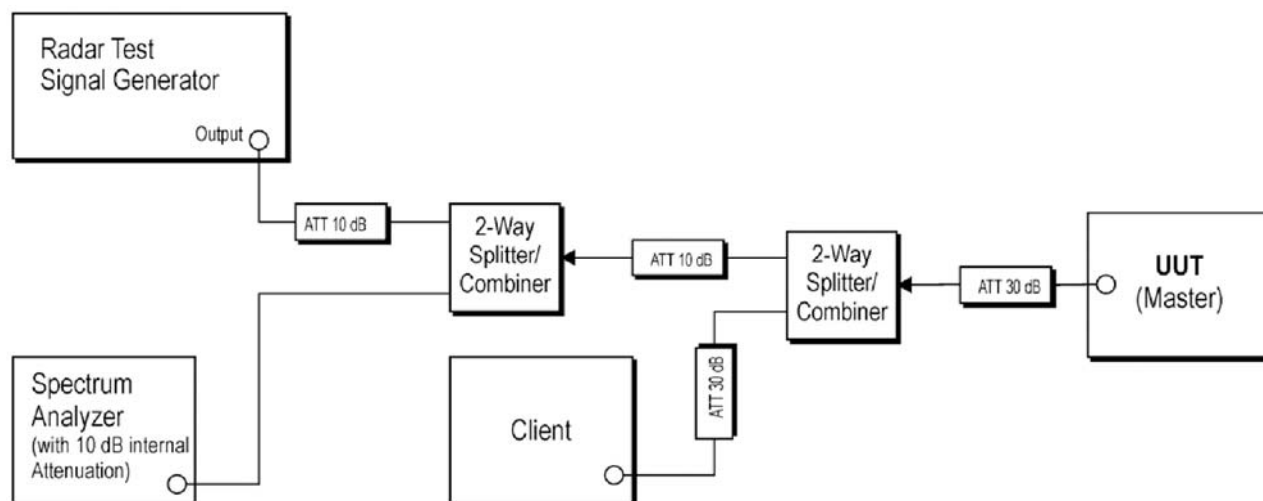 Radar Test
Signal Generator
Output
ATT 10 dB
2-Way
Splitter/
Combiner
ATT 10 dB
2-Way
Splitter/
Combiner
ATT 30 dB
UUT
(Master)
Spectrum
Analyzer
(with 10 dB internal
Attenuation)
Client
ATT 30 dB